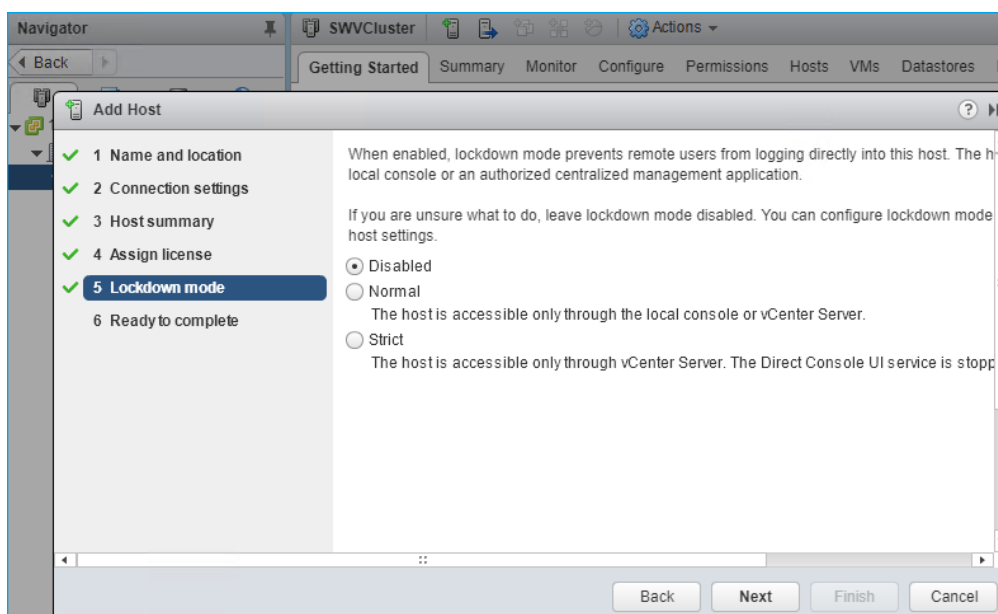 Navigator
SWVCluster
Actions
Back
Getting Started Summary Monitor Configure Permissions Hosts VMs Datastores
Add Host
1 Name and location
2 Connection settings
3 Host summary
4 Assign license
5 Lockdown mode
6 Ready to complete
When enabled, lockdown mode prevents remote users from logging directly into this host. The h
local console or an authorized centralized management application.
If you are unsure what to do, leave lockdown mode disabled. You can configure lockdown mode
host settings.
Disabled
Normal
The host is accessible only through the local console or vCenter Server.
Strict
The host is accessible only through vCenter Server. The Direct Console UI service is stopp
Back Next Finish Cancel